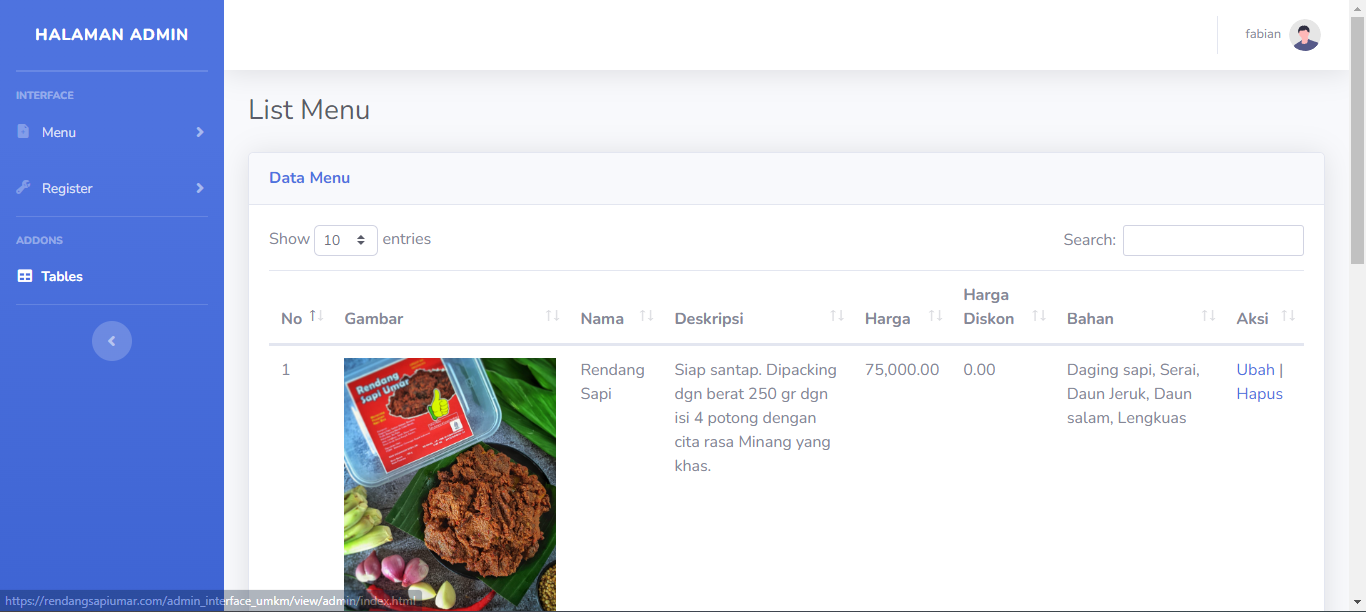 HALAMAN ADMIN
fabian
INTERFACE
Menu
Register
ADDONS
Tables
List Menu
Data Menu
Show 10 entries
Search:
No Gambar Nama Deskripsi Harga Harga Diskon Bahan Aksi
1
Rendang
Sapi Umar
Rendang
Sapi
Siap santap. Dipacking
dgn berat 250 gr dgn
isi 4 potong dengan
cita rasa Minang yang
khas.
75,000.00
0.00
Daging sapi, Serai,
Daun Jeruk, Daun
salam, Lengkuas
Ubah |
Hapus
https://rendangsapiumar.com/admin_interface_umkm/view/admin/index.html